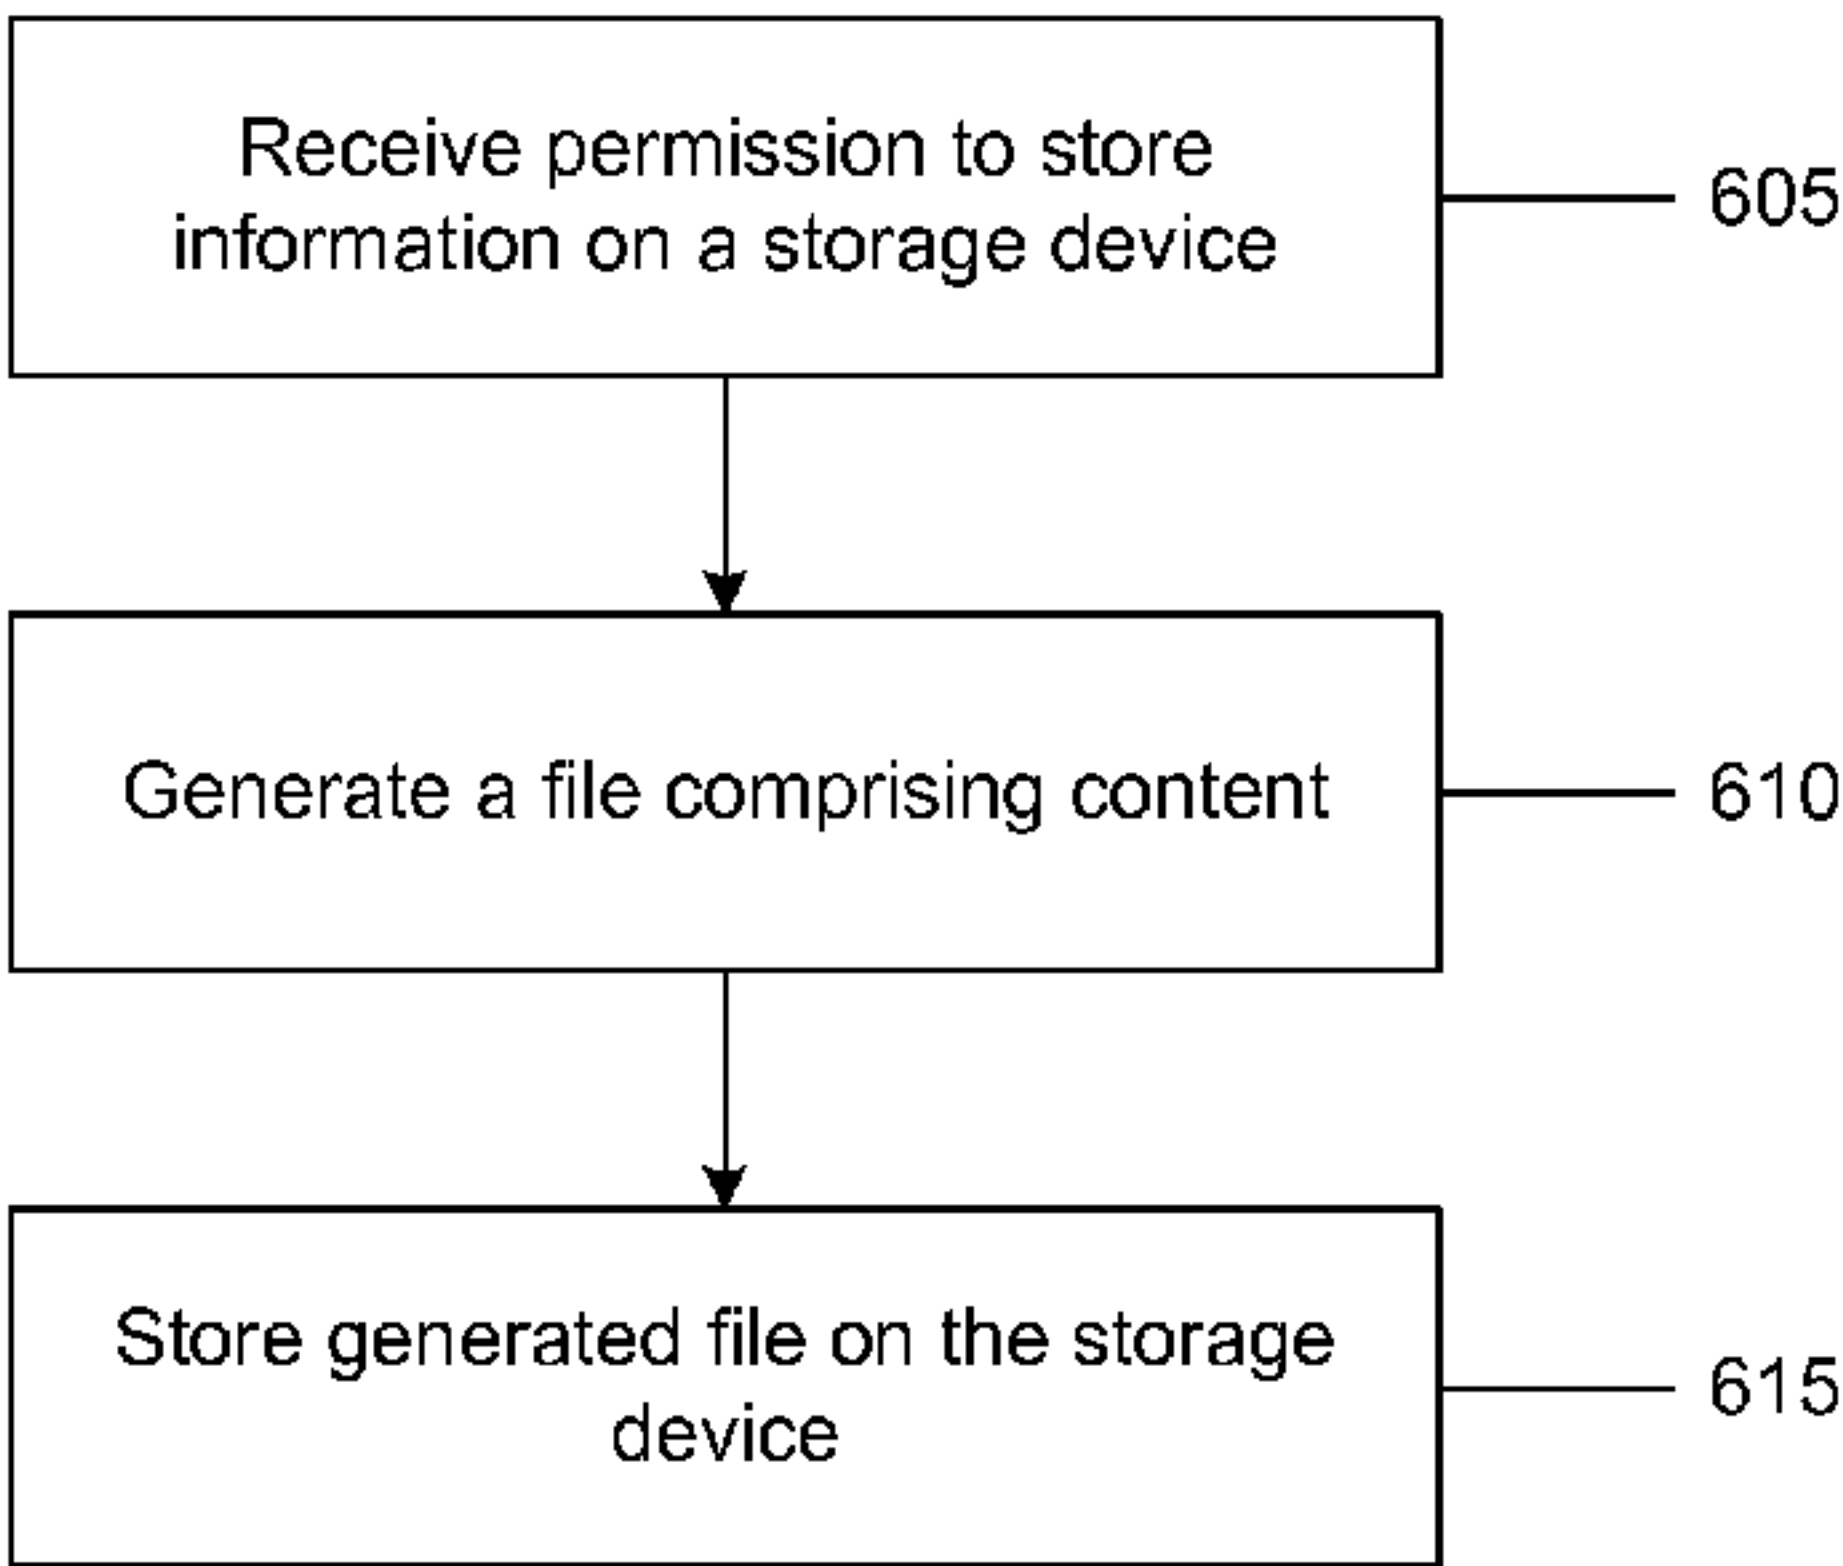 Receive permission to store
information on a storage device
605
Generate a file comprising content
610
Store generated file on the storage
device
615